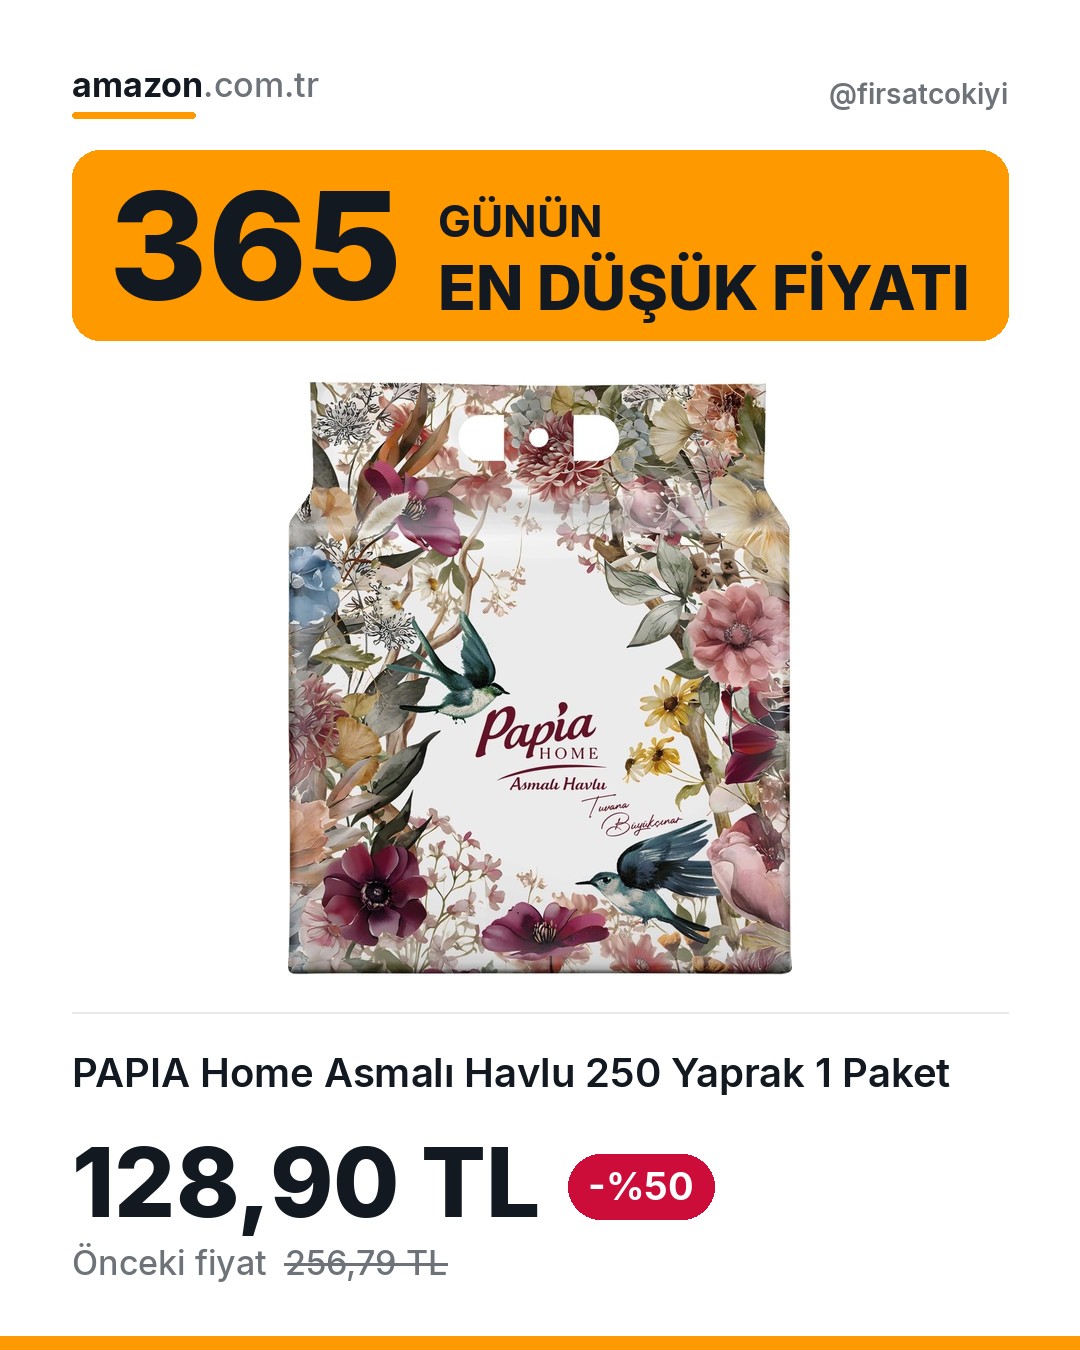 amazon.com.tr
@firsatcokiyi
365
GÜNÜN
EN DÜŞÜK FİYATI
Papia
HOME
Asmalı Havlu
Tuvana
Büyükçınar
PAPIA Home Asmalı Havlu 250 Yaprak 1 Paket
128,90 TL
-%50
Önceki fiyat 256,79 TL